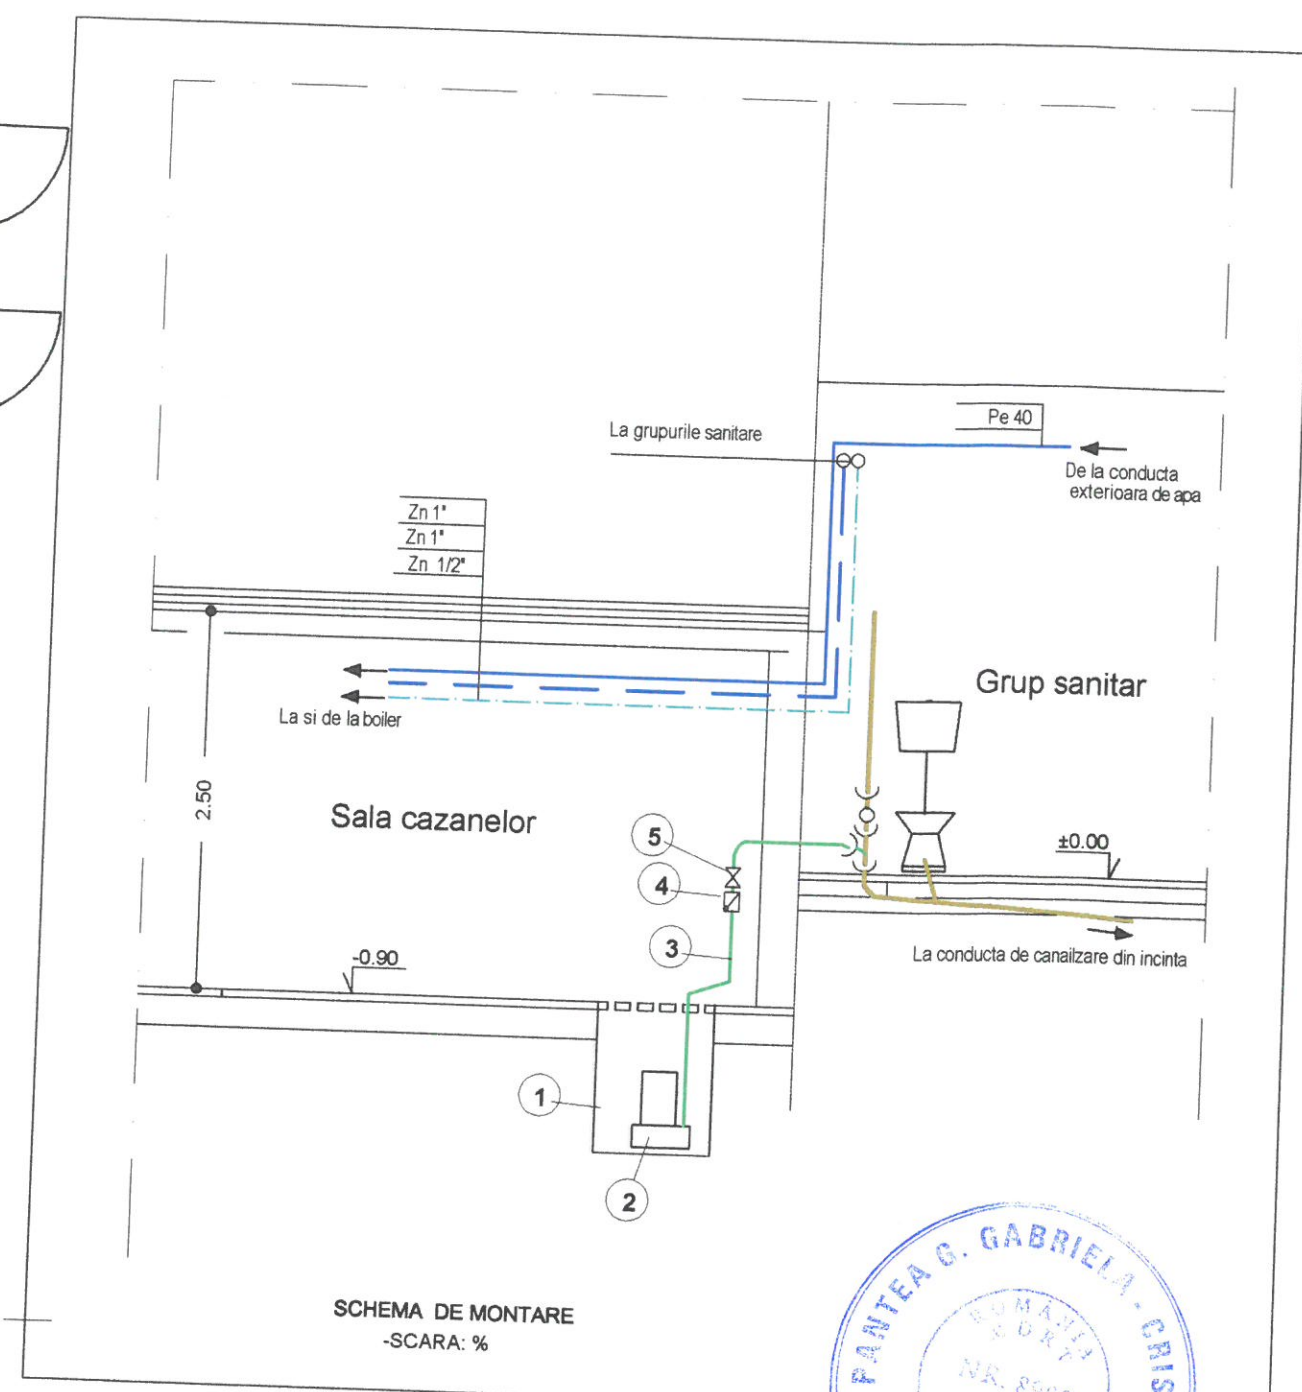 Pe 40
La grupurile sanitare
De la conducta
exterioara de apa
Zn 1"
Zn 1"
Zn 1/2"
La si de la boiler
Grup sanitar
2.50
Sala cazanelor
5
±0.00
4
3
La conducta de canailzare din incinta
-0.90
1
2
SCHEMA DE MONTARE
-SCARA: %
PANTEA G. GABRIELA - CRIS
ROMÂNIA
NR.